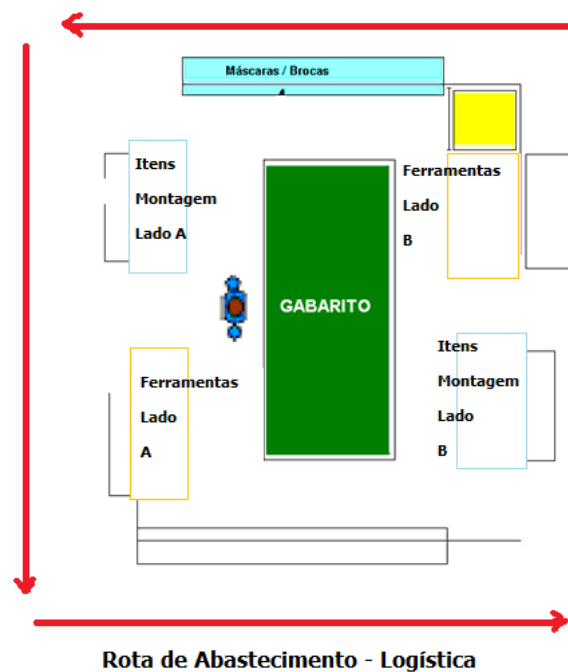 Máscaras / Brocas
Itens
Montagem
Lado A
Ferramentas
Lado
B
GABARITO
Ferramentas
Lado
A
Itens
Montagem
Lado
B
Rota de Abastecimento - Logística